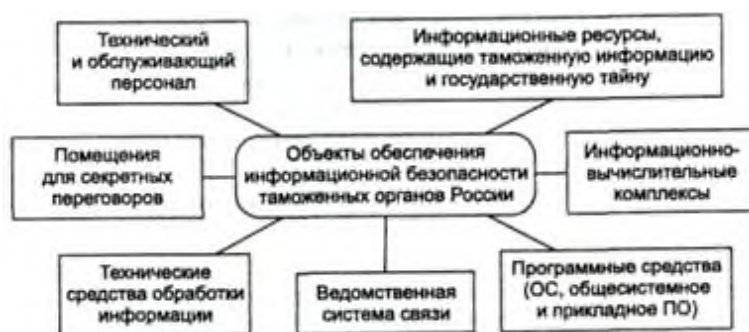 Технический
и обслуживающий
персонал
Информационные ресурсы,
содержащие таможенную информацию
и государственную тайну
Помещения
для секретных
переговоров
Объекты обеспечения
информационной безопасности
таможенных органов России
Информационно-
вычислительные
комплексы
Технические
средства обработки
информации
Ведомственная
система связи
Программные средства
(ОС, общесистемное
и прикладное ПО)